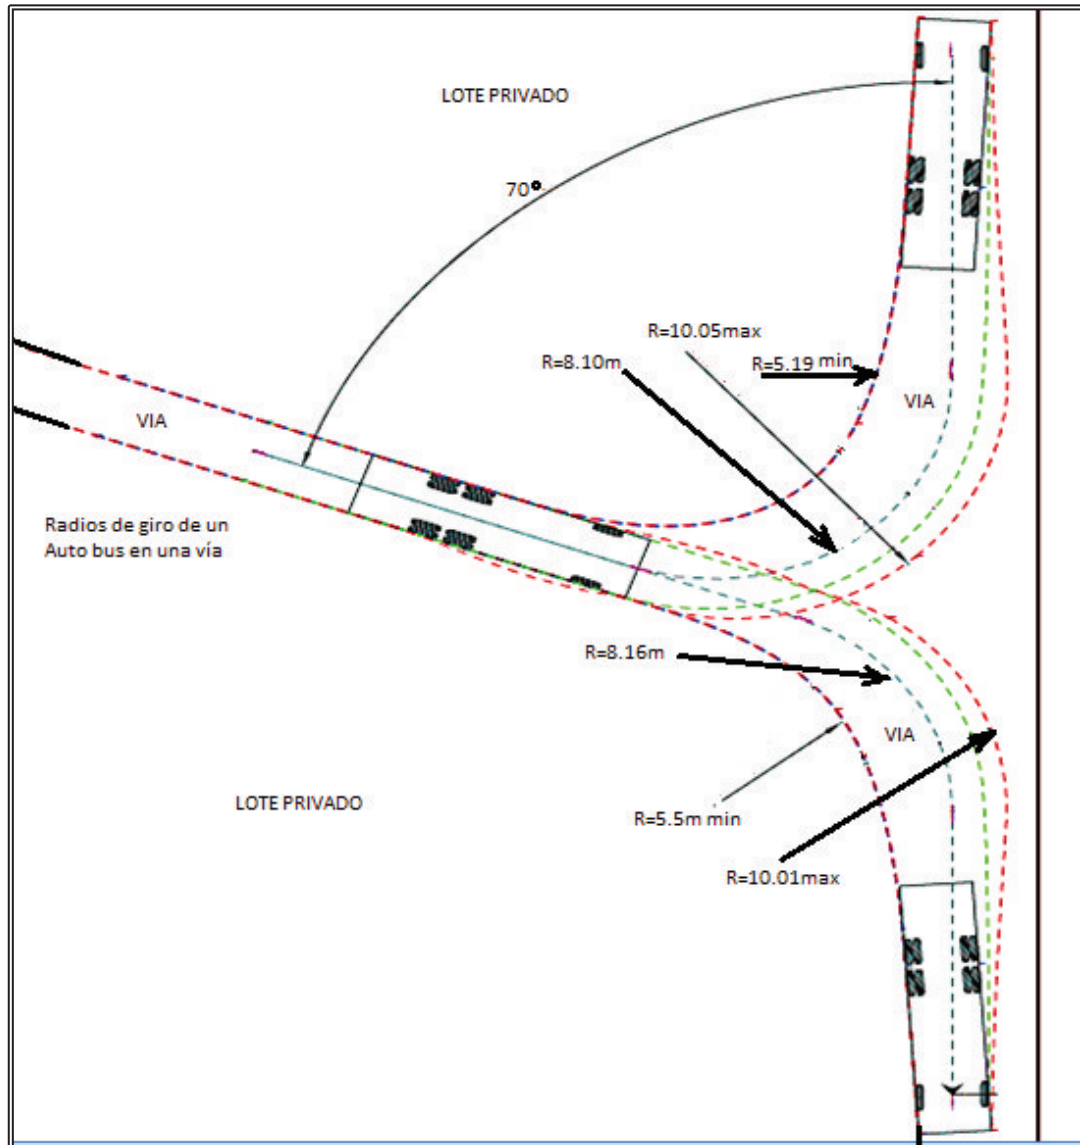 LOTE PRIVADO
70°
R=10.05max
R=8.10m
R=5.19 min
VIA
VIA
Radios de giro de un
Auto bus en una vía
R=8.16m
VIA
LOTE PRIVADO
R=5.5m min
R=10.01max